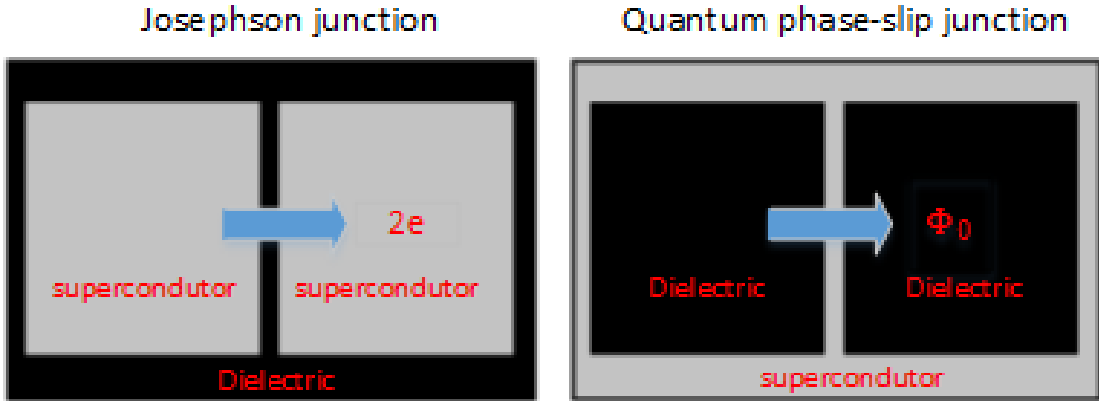 Josephson junction
Quantum phase-slip junction
2e
supercondutor
supercondutor
Dielectric
Φ₀
Dielectric
Dielectric
supercondutor